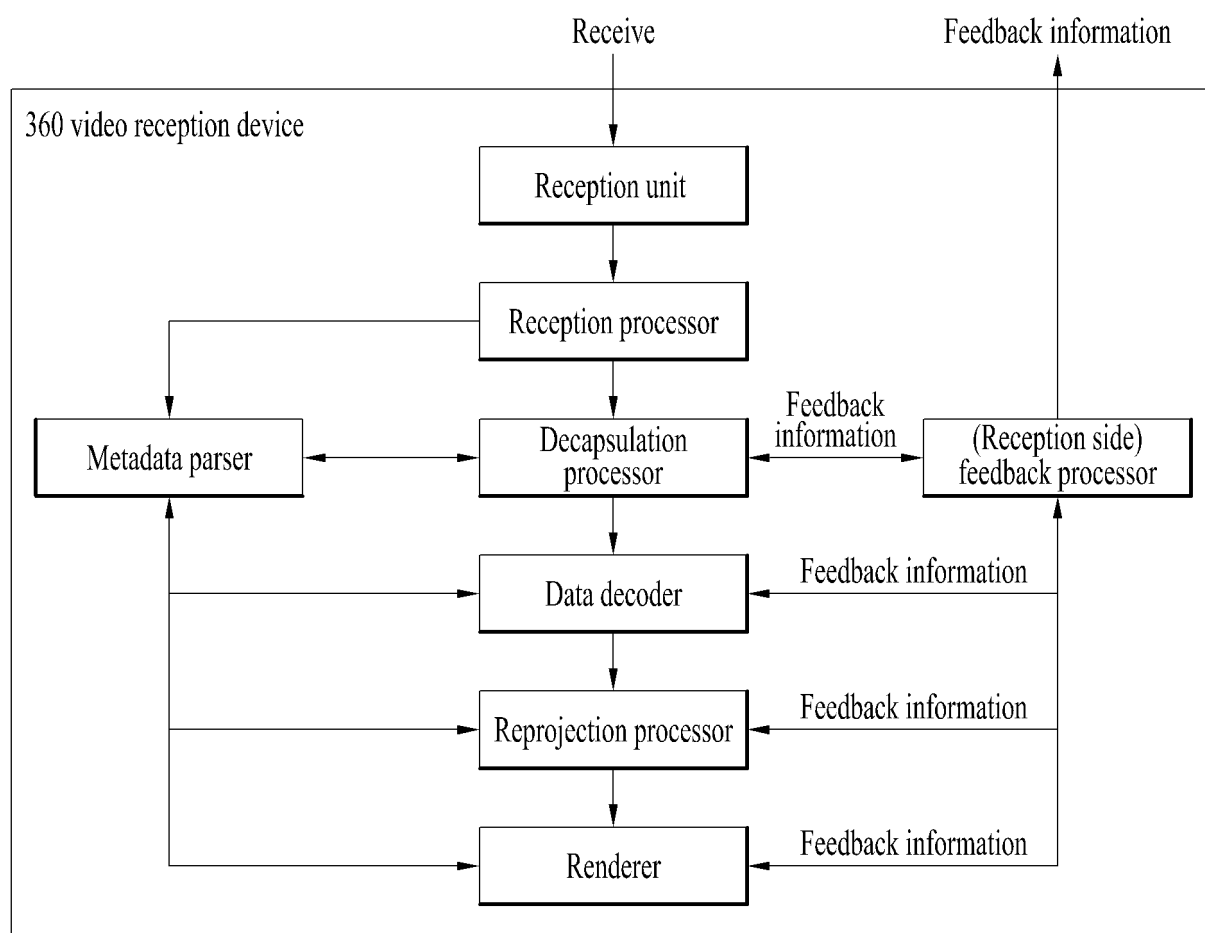 Receive
Feedback information
360 video reception device
Reception unit
Reception processor
Metadata parser
Decapsulation
processor
Feedback
information
(Reception side)
feedback processor
Data decoder
Feedback information
Reprojection processor
Feedback information
Renderer
Feedback information